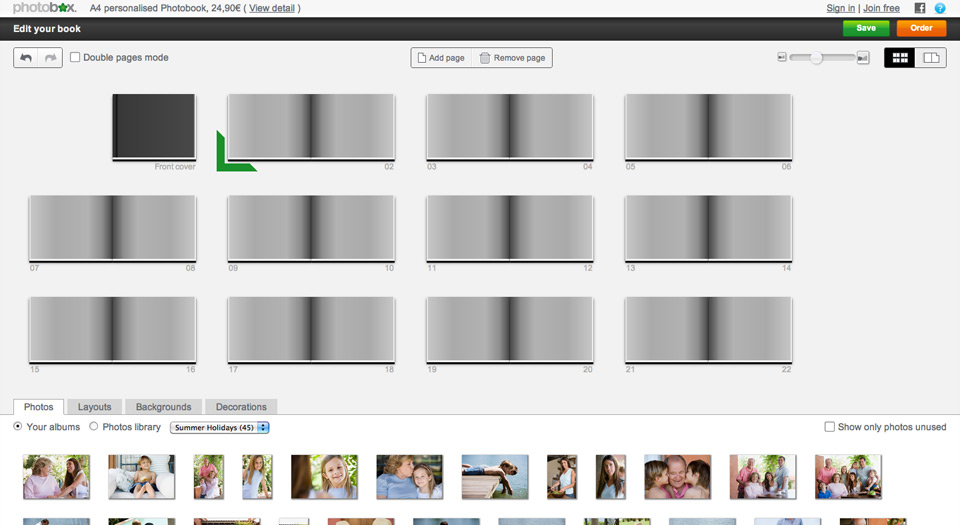 photobox. A4 personalised Photobook, 24,90€ ( View detail ) Sign in | Join free
Edit your book Save Order
Double pages mode Add page Remove page
Front cover 02 03 04 05 06
07 08 09 10 11 12 13 14
15 16 17 18 19 20 21 22
Photos Layouts Backgrounds Decorations
Your albums Photos library Summer Holidays (45) Show only photos unused